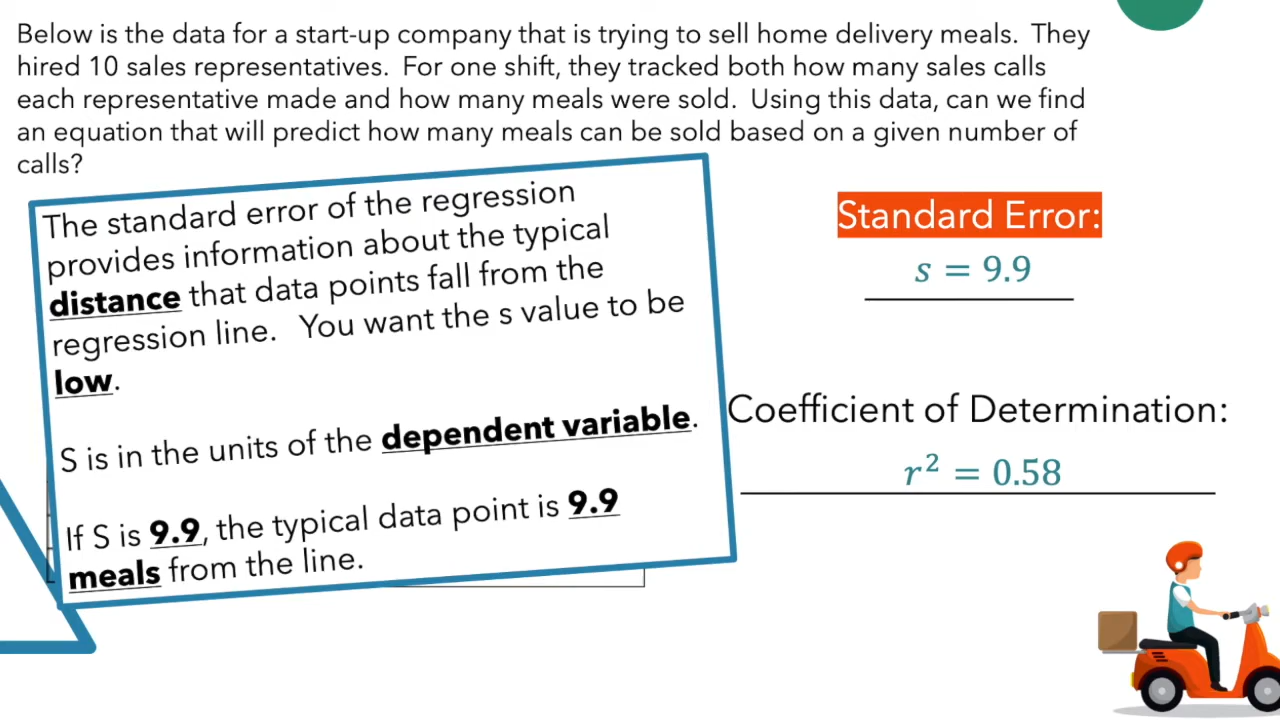 Below is the data for a start-up company that is trying to sell home delivery meals. They
hired 10 sales representatives. For one shift, they tracked both how many sales calls
each representative made and how many meals were sold. Using this data, can we find
an equation that will predict how many meals can be sold based on a given number of
calls?
The standard error of the regression
provides information about the typical
distance that data points fall from the
regression line. You want the s value to be
low.
S is in the units of the dependent variable.
If S is 9.9, the typical data point is 9.9
meals from the line.
Standard Error:
s = 9.9
Coefficient of Determination:
r² = 0.58